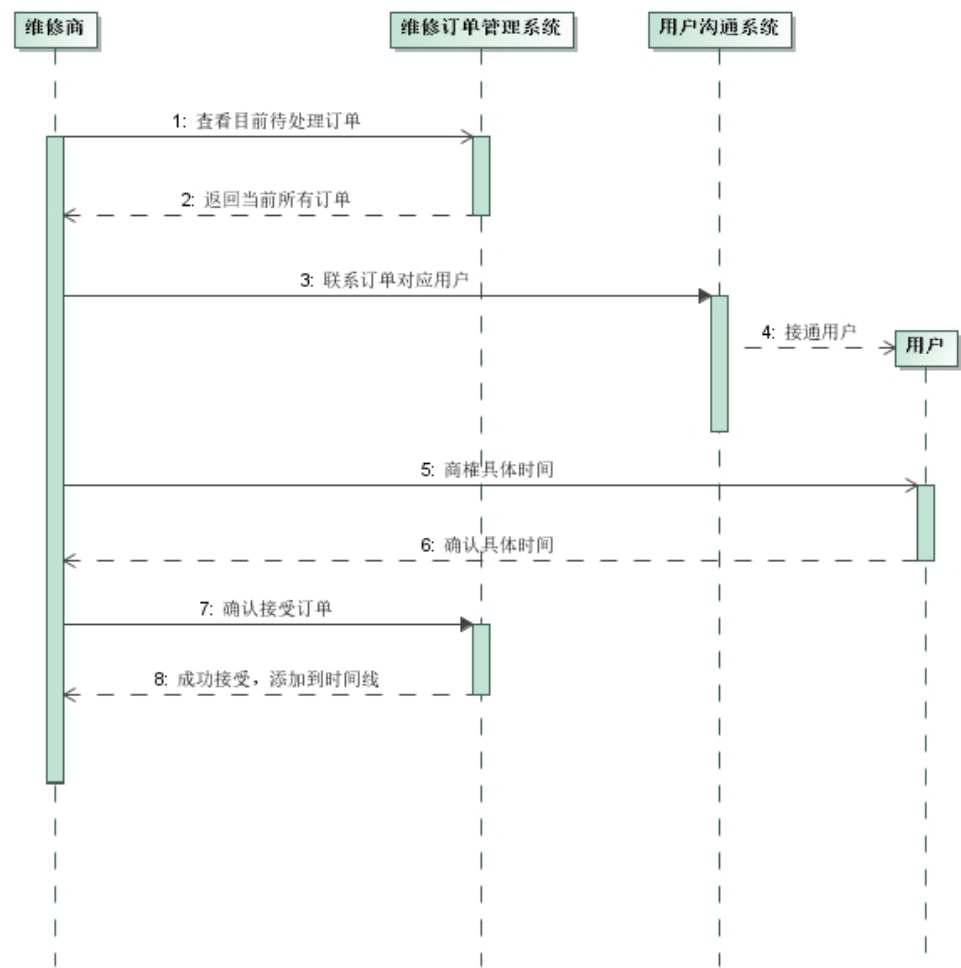 维修商
维修订单管理系统
用户沟通系统
1: 查看目前待处理订单
2: 返回当前所有订单
3: 联系订单对应用户
4: 接通用户
用户
5: 商榷具体时间
6: 确认具体时间
7: 确认接受订单
8: 成功接受，添加到时间线